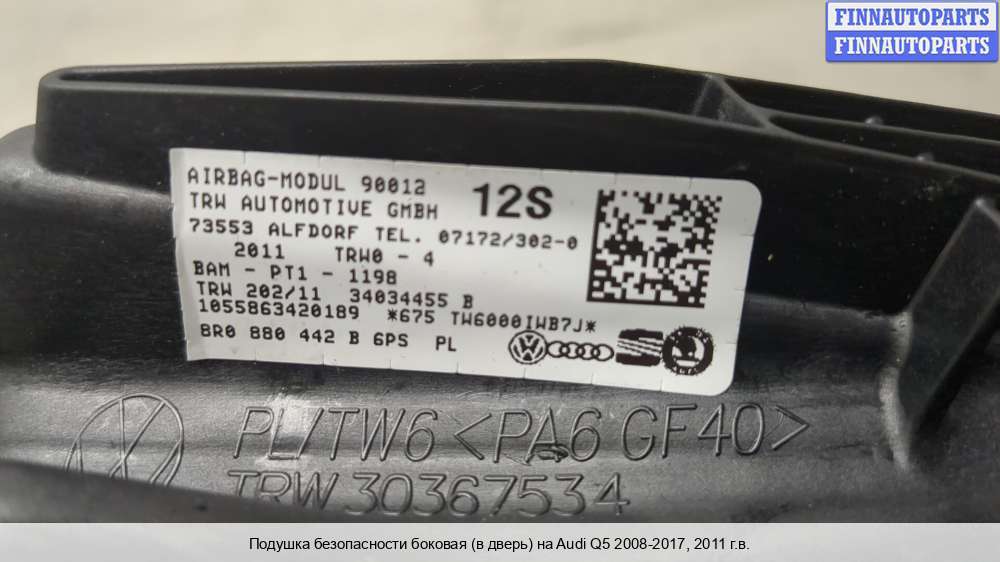 FINNAUTOPARTS
FINNAUTOPARTS
AIRBAG-MODUL 90012 12S
TRW AUTOMOTIVE GMBH
73553 ALFDORF TEL. 07172/302-0
2011 TRW0 - 4
BAM - PT1 - 1198
TRW 202/11 34034455 B
1055863420189 *675 TW6000IWB7J*
8R0 880 442 B 6PS PL
PL/TW6 <PA6 GF40>
TRW 30367534
Подушка безопасности боковая (в дверь) на Audi Q5 2008-2017, 2011 г.в.